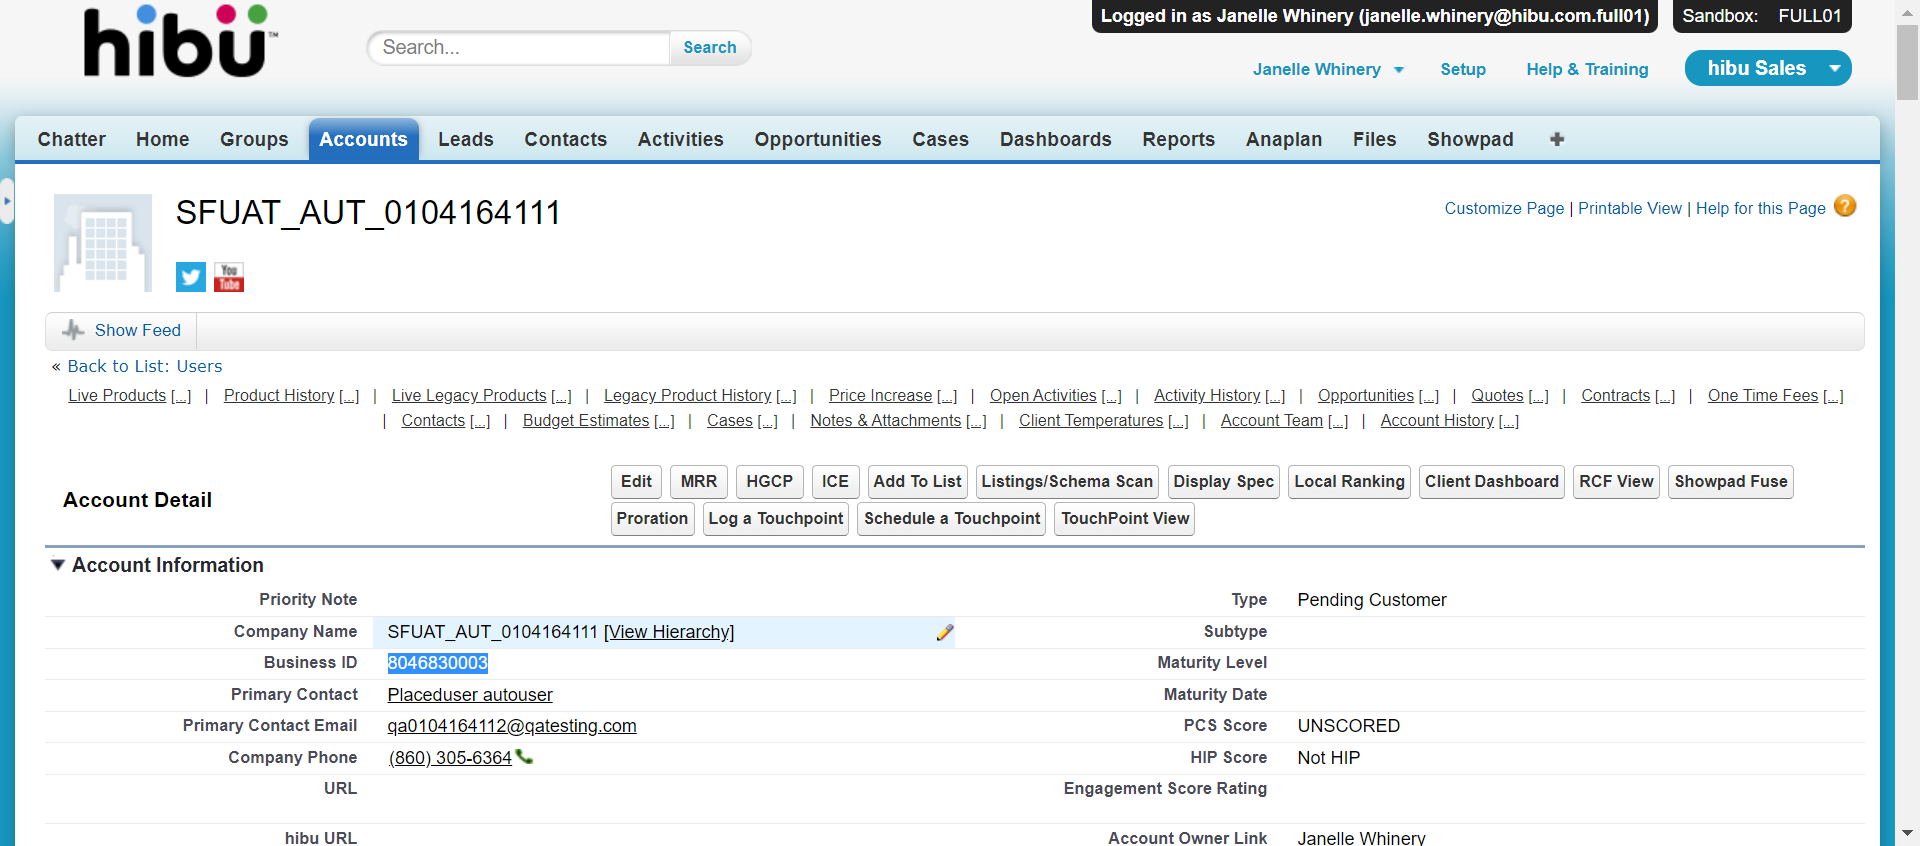 Logged in as Janelle Whinery (janelle.whinery@hibu.com.full01)
Sandbox: FULL01
hibu™
Search...
Search
Janelle Whinery
Setup
Help & Training
hibu Sales
Chatter Home Groups Accounts Leads Contacts Activities Opportunities Cases Dashboards Reports Anaplan Files Showpad
SFUAT_AUT_0104164111
Customize Page | Printable View | Help for this Page ?
You Tube
Show Feed
« Back to List: Users
Live Products [...] | Product History [...] | Live Legacy Products [...] | Legacy Product History [...] | Price Increase [...] | Open Activities [...] | Activity History [...] | Opportunities [...] | Quotes [...] | Contracts [...] | One Time Fees [...]
| Contacts [...] | Budget Estimates [...] | Cases [...] | Notes & Attachments [...] | Client Temperatures [...] | Account Team [...] | Account History [...]
Account Detail
Edit MRR HGCP ICE Add To List Listings/Schema Scan Display Spec Local Ranking Client Dashboard RCF View Showpad Fuse
Proration Log a Touchpoint Schedule a Touchpoint TouchPoint View
Account Information
Priority Note
Type Pending Customer
Company Name SFUAT_AUT_0104164111 [View Hierarchy]
Subtype
Business ID 8046830003
Maturity Level
Primary Contact Placeduser autouser
Maturity Date
Primary Contact Email qa0104164112@qatesting.com
PCS Score UNSCORED
Company Phone (860) 305-6364
HIP Score Not HIP
URL
Engagement Score Rating
hibu URL
Account Owner Link Janelle Whinery